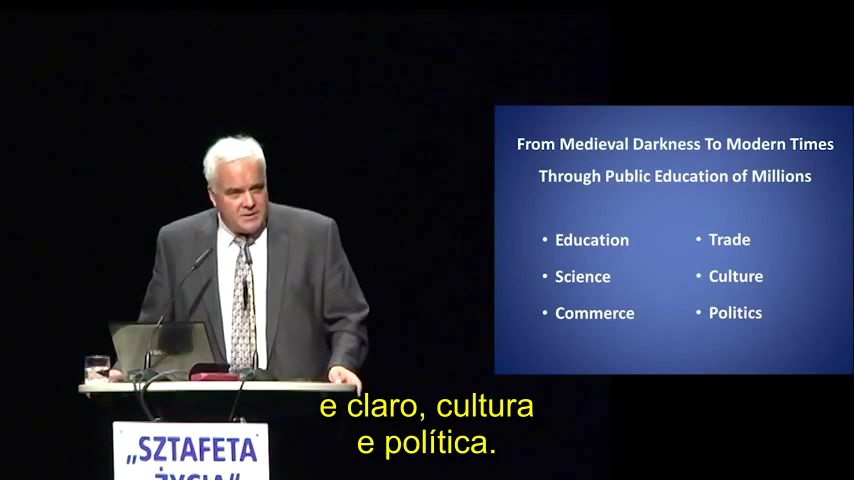 From Medieval Darkness To Modern Times
Through Public Education of Millions
• Education
• Science
• Commerce
• Trade
• Culture
• Politics
e claro, cultura
e política.
„SZTAFETA
ŻYCIA"